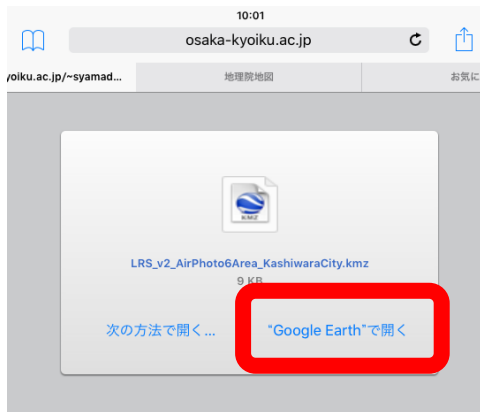 10:01
osaka-kyoiku.ac.jp
yoiku.ac.jp/~syamad...
地理院地図
お気に
KMZ
LRS_v2_AirPhoto6Area_KashiwaraCity.kmz
9 KB
次の方法で開く...
"Google Earth"で開く